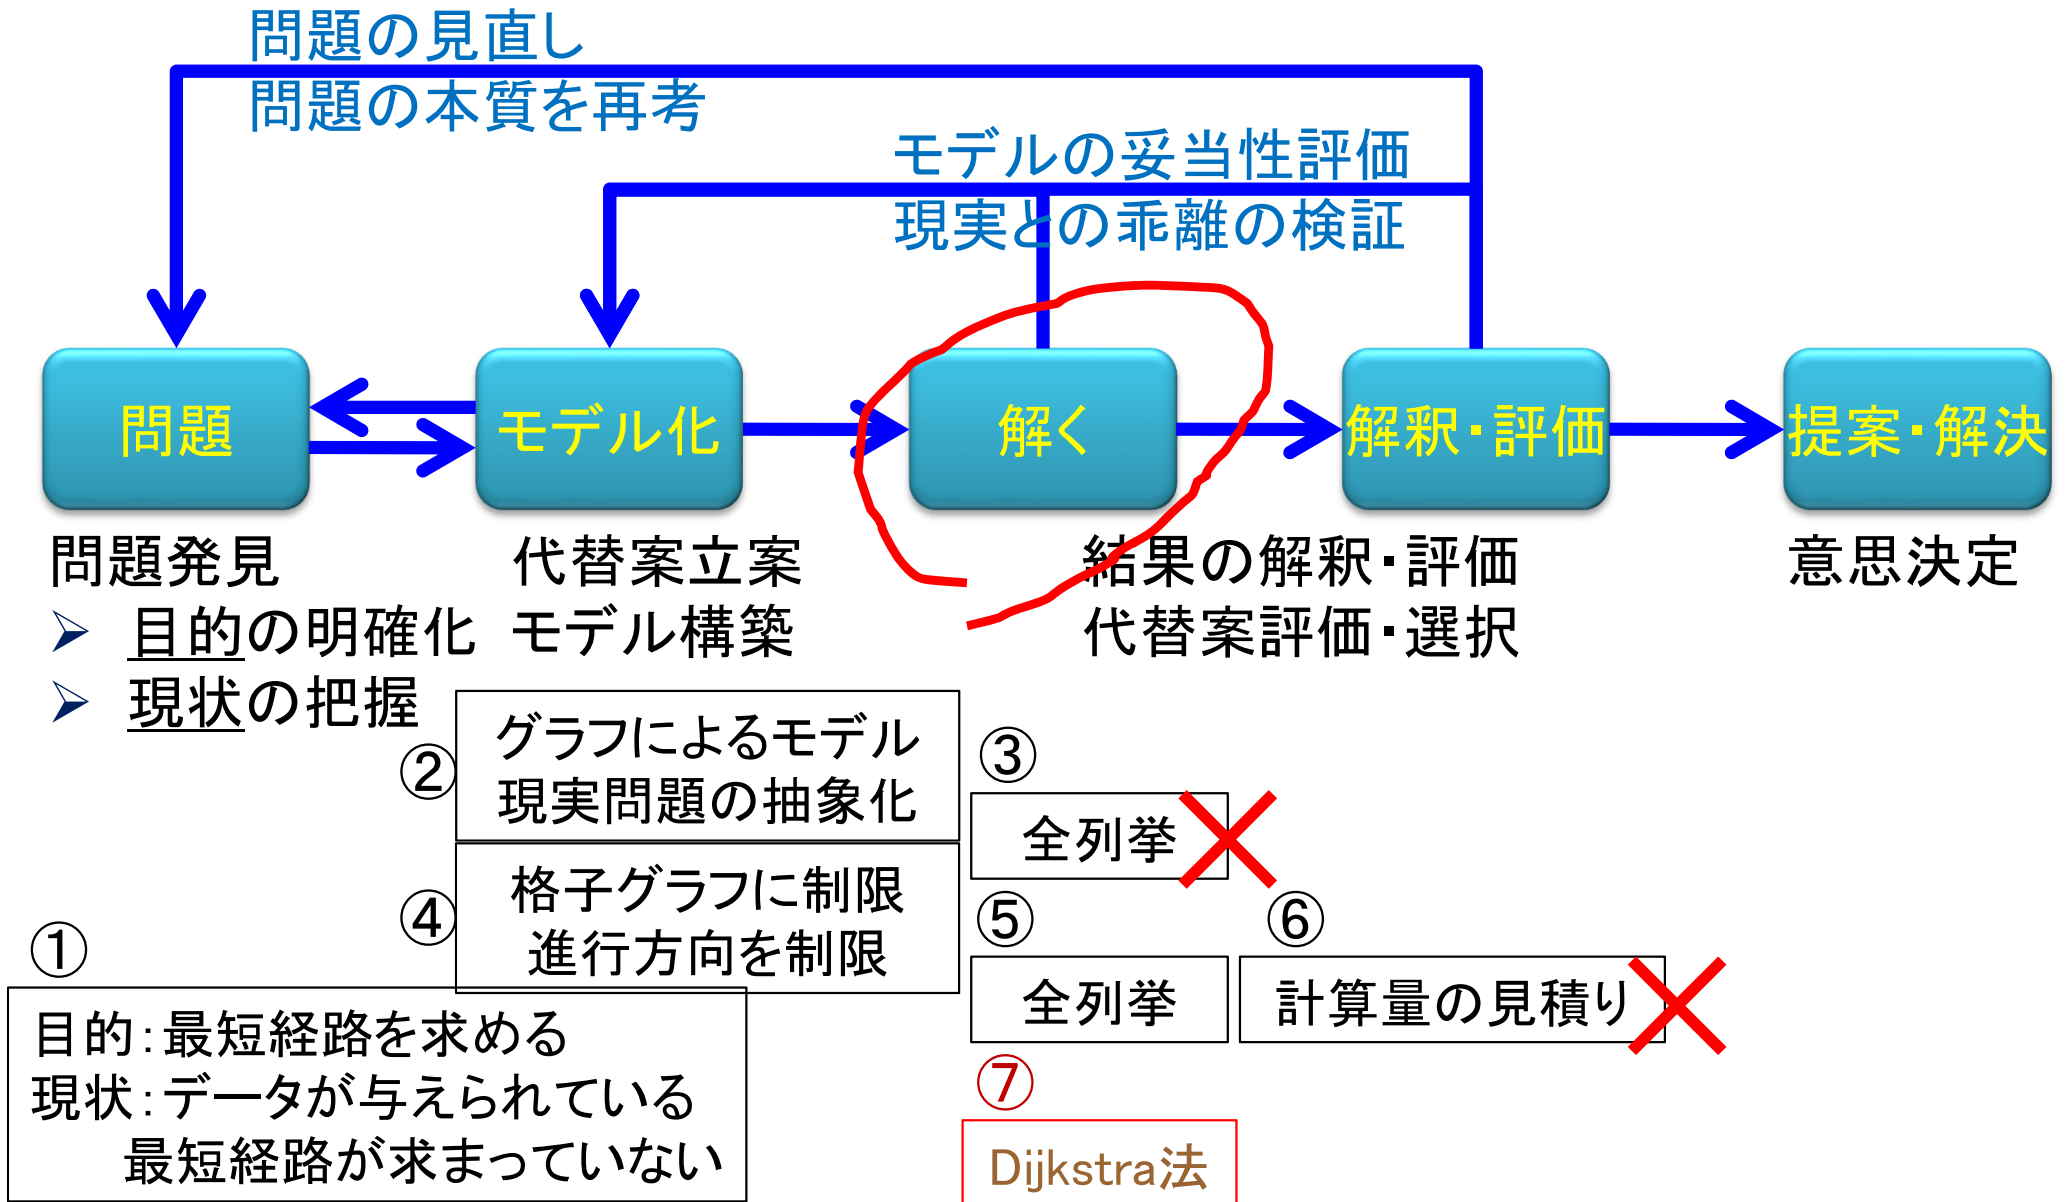 問題の見直し
問題の本質を再考
モデルの妥当性評価
現実との乖離の検証
問題
モデル化
解く
解釈・評価
提案・解決
問題発見
目的の明確化
現状の把握
代替案立案
モデル構築
結果の解釈・評価
代替案評価・選択
意思決定
②
グラフによるモデル
現実問題の抽象化
③
全列挙
④
格子グラフに制限
進行方向を制限
⑤
全列挙
⑥
計算量の見積り
①
目的：最短経路を求める
現状：データが与えられている
最短経路が求まっていない
⑦
Dijkstra法